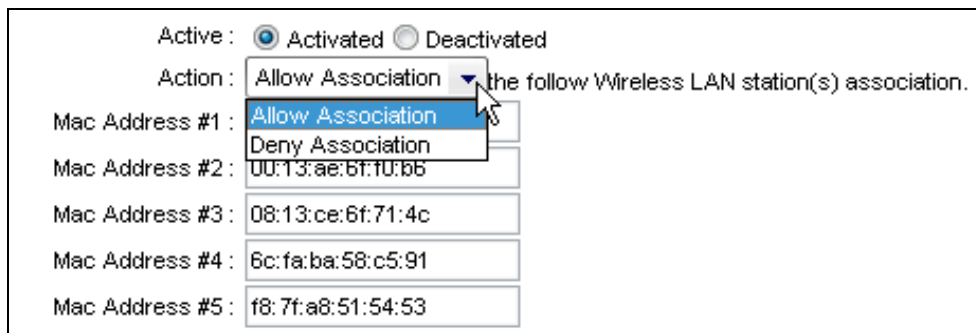 Active : Activated Deactivated
Action : Allow Association the follow Wireless LAN station(s) association.
Allow Association
Mac Address #1 :
Deny Association
Mac Address #2 : 00:13:ae:6f:f0:b6
Mac Address #3 : 08:13:ce:6f:71:4c
Mac Address #4 : 6c:fa:ba:58:c5:91
Mac Address #5 : f8:7f:a8:51:54:53